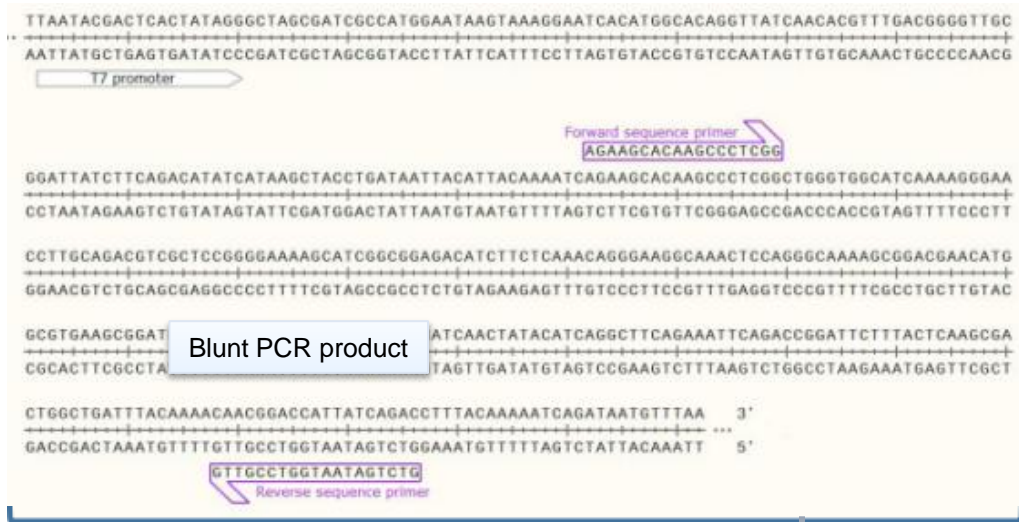 TTAATACGACTCACTATAGGGCTAGCGATCGCCATGGAATAAGTAAAGGAATCACATGGCACAGGTTATCAACACGTTTGACGGGGTTGC
AATTATGCTGAGTGATATCCCGATCGCTAGCGGTACCTTATTCATTTCCTTAGTGTACCGTGTCCAATAGTTGTGCAAACTGCCCCAACG
T7 promoter
Forward sequence primer
AGAAGCACAAGCCCTCGG
GGATTATCTTCAGACATATCATAAGCTACCTGATAATTACATTACAAAATCAGAAGCACAAGCCCTCGGCTGGGTGGCATCAAAAGGGAA
CCTAATAGAAGTCTGTATAGTATTCGATGGACTATTAATGTAATGTTTTAGTCTTCGTGTTCGGGAGCCGACCCACCGTAGTTTTCCCTT
CCTTGCAGACGTCGCTCCGGGGAAAAGCATCGGCGGAGACATCTTCTCAAACAGGGAAGGCAAACTCCAGGGCAAAAGCGGACGAACATG
GGAACGTCTGCAGCGAGGCCCCTTTTCGTAGCCGCCTCTGTAGAAGAGTTTGTCCCTTCCGTTTGAGGTCCCGTTTTCGCCTGCTTGTAC
GCGTGAAGCGGAT Blunt PCR product ATCAACTATACATCAGGCTTCAGAAATTCAGACCGGATTCTTTACTCAAGCGA
CGCACTTCGCCTA TAGTTGATATGTAGTCCGAAGTCTTTAAGTCTGGCCTAAGAAATGAGTTCGCT
CTGGCTGATTTACAAAACAACGGACCATTATCAGACCTTTACAAAAATCAGATAATGTTTAA 3'
GACCGACTAAATGTTTTGTTGCCTGGTAATAGTCTGGAAATGTTTTTAGTCTATTACAAATT 5'
GTTGCCTGGTAATAGTCTG
Reverse sequence primer